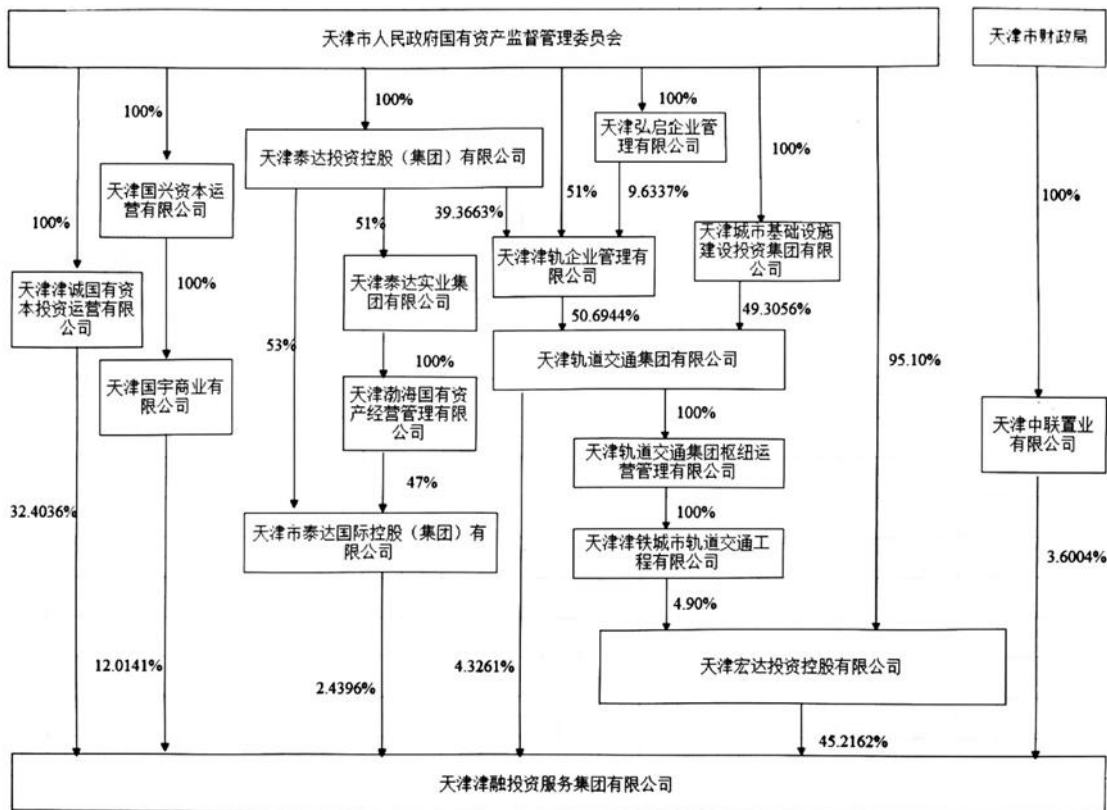 天津市人民政府国有资产监督管理委员会
天津市财政局
100%
100%
100%
天津弘启企业管
理有限公司
天津泰达投资控股（集团）有限公司
100%
天津国兴资本运
营有限公司
100%
39.3663%
51%
9.6337%
100%
51%
天津城市基础设施
建设投资集团有限
公司
天津津轨企业管理有
限公司
天津津诚国有资
本投资运营有限
公司
100%
天津泰达实业集
团有限公司
50.6944%
49.3056%
53%
天津轨道交通集团有限公司
95.10%
100%
天津国宇商业有
限公司
天津渤海国有资
产经营管理有限
公司
100%
天津中联置业
有限公司
天津轨道交通集团枢纽运
营管理有限公司
47%
32.4036%
100%
天津市泰达国际控股（集团）有
限公司
天津津铁城市轨道交通工
程有限公司
3.6004%
4.90%
12.0141%
2.4396%
4.3261%
天津宏达投资控股有限公司
45.2162%
天津津融投资服务集团有限公司